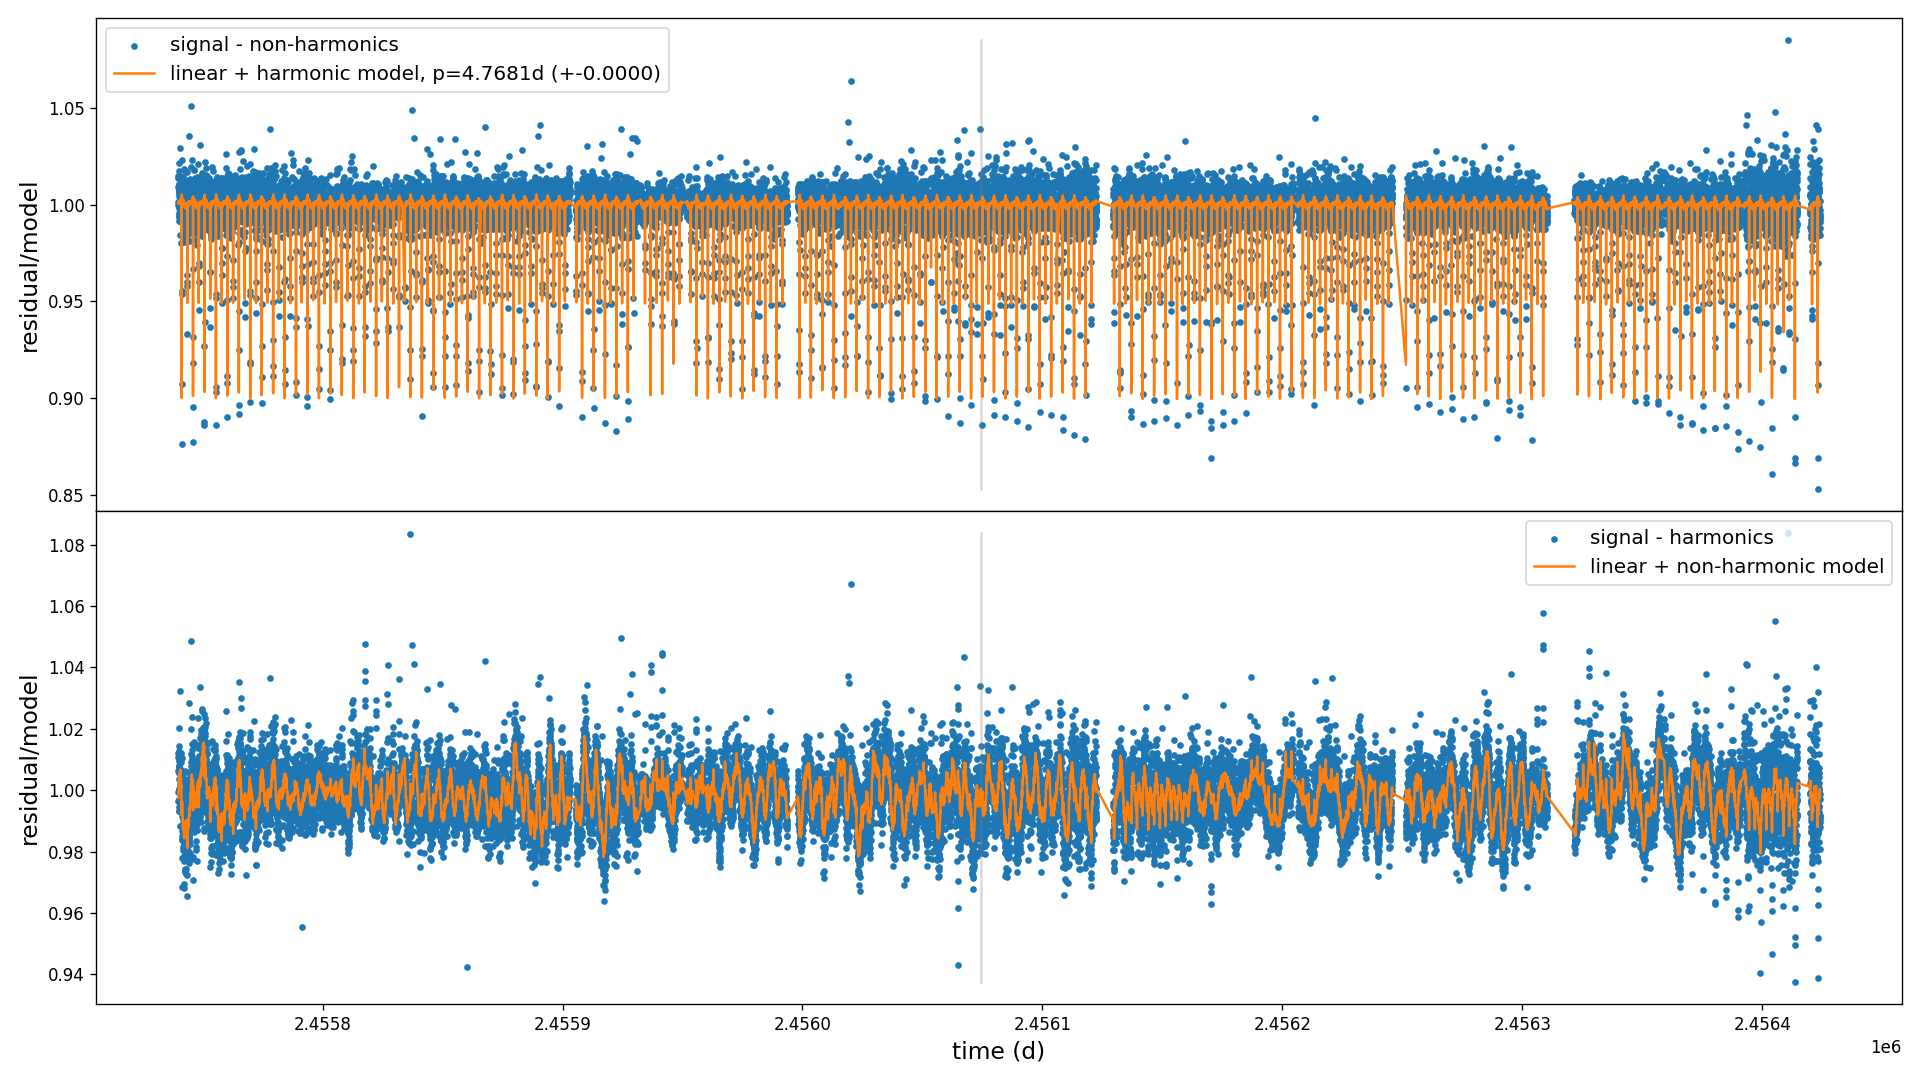 signal - non-harmonics
linear + harmonic model, p=4.7681d (+-0.0000)
residual/model
1.05
1.00
0.95
0.90
0.85
signal - harmonics
linear + non-harmonic model
residual/model
1.08
1.06
1.04
1.02
1.00
0.98
0.96
0.94
2.4558
2.4559
2.4560
2.4561
2.4562
2.4563
2.4564
time (d)
1e6